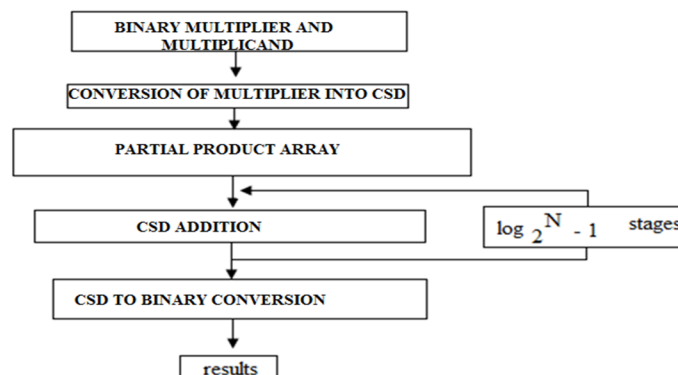 BINARY MULTIPLIER AND
MULTIPLICAND
CONVERSION OF MULTIPLIER INTO CSD
PARTIAL PRODUCT ARRAY
CSD ADDITION
log 2 N - 1 stages
CSD TO BINARY CONVERSION
results